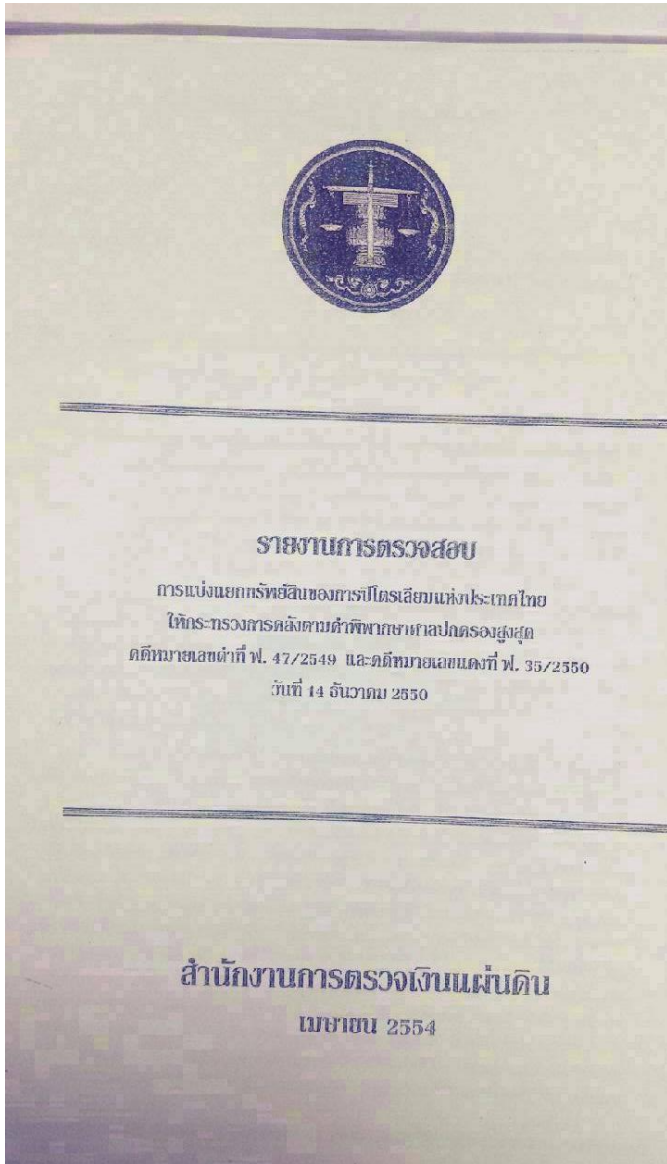 รายงานการตรวจสอบ
การแบ่งแยกทรัพย์สินของการปิโตรเลียมแห่งประเทศไทย
ให้กระทรวงการคลังตามคำพิพากษาศาลปกครองสูงสุด
คดีหมายเลขดำที่ ฟ. 47/2549 และคดีหมายเลขแดงที่ ฟ. 35/2550
วันที่ 14 ธันวาคม 2550
สำนักงานการตรวจเงินแผ่นดิน
เมษายน 2554